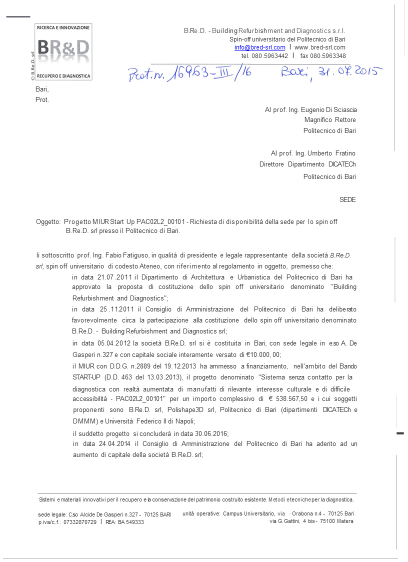 RICERCA E INNOVAZIONE
BR&D
RECUPERO E DIAGNOSTICA
© B.Re.D. srl
B.Re.D. - Building Refurbishment and Diagnostics s.r.l.
Spin-off universitario del Politecnico di Bari
info@bred-srl.com | www.bred-srl.com
tel. 080.5963442 | fax 080.5963348
Prot. n. 16963-III/16 Bari, 31.07.2015
Bari,
Prot.
Al prof. Ing. Eugenio Di Sciascia
Magnifico Rettore
Politecnico di Bari
Al prof. Ing. Umberto Fratino
Direttore Dipartimento DICATECh
Politecnico di Bari
SEDE
Oggetto: Progetto MIUR Start Up PAC02L2_00101 - Richiesta di disponibilità della sede per lo spin off
B.Re.D. srl presso il Politecnico di Bari.
Il sottoscritto prof. Ing. Fabio Fatiguso, in qualità di presidente e legale rappresentante della società B.Re.D.
srl, spin off universitario di codesto Ateneo, con riferimento al regolamento in oggetto, premesso che:
in data 21.07.2011 il Dipartimento di Architettura e Urbanistica del Politecnico di Bari ha
approvato la proposta di costituzione dello spin off universitario denominato "Building
Refurbishment and Diagnostics";
in data 25.11.2011 il Consiglio di Amministrazione del Politecnico di Bari ha deliberato
favorevolmente circa la partecipazione alla costituzione dello spin off universitario denominato
B.Re.D. - Building Refurbishment and Diagnostics srl;
in data 05.04.2012 la società B.Re.D. srl si è costituita in Bari, con sede legale in c.so A. De
Gasperi n.327 e con capitale sociale interamente versato di €10.000,00;
il MIUR con D.D.G. n.2889 del 19.12.2013 ha ammesso a finanziamento, nell'ambito del Bando
START-UP (D.D. 463 del 13.03.2013), il progetto denominato "Sistema senza contatto per la
diagnostica con realtà aumentata di manufatti di rilevante interesse culturale e di difficile
accessibilità - PAC02L2_00101" per un importo complessivo di € 538.567,50 e i cui soggetti
proponenti sono B.Re.D. srl, Polishape3D srl, Politecnico di Bari (dipartimenti DICATECh e
DMMM) e Università Federico II di Napoli;
il suddetto progetto si concluderà in data 30.06.2016;
in data 24.04.2014 il Consiglio di Amministrazione del Politecnico di Bari ha aderito ad un
aumento di capitale della società B.Re.D. srl;
Sistemi e materiali innovativi per il recupero e la conservazione del patrimonio costruito esistente. Metodi e tecniche per la diagnostica.
sede legale: C.so Alcide De Gasperi n.327 - 70125 BARI
p.iva/c.f.: 07332870729 | REA: BA 549333
unità operative: Campus Universitario, via Orabona n.4 - 70125 Bari
via G.Gattini, 4 bis - 75100 Matera